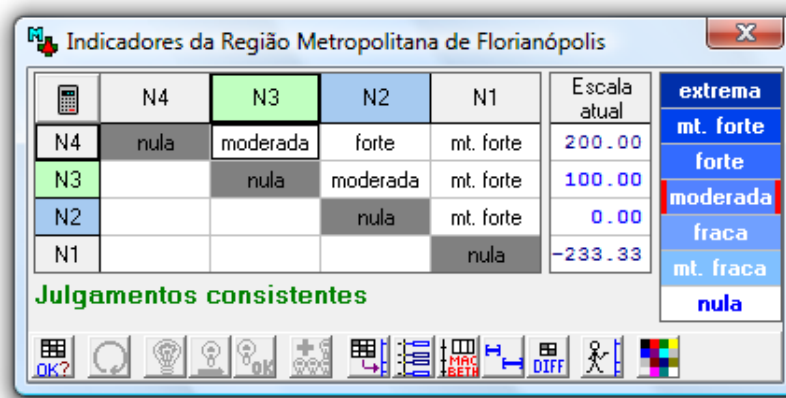 Indicadores da Região Metropolitana de Florianópolis
N4 N3 N2 N1 Escala atual
N4 nula moderada forte mt. forte 200.00
N3 nula moderada mt. forte 100.00
N2 nula mt. forte 0.00
N1 nula -233.33
extrema
mt. forte
forte
moderada
fraca
mt. fraca
nula
Julgamentos consistentes
OK? OK MAC BETH DIFF